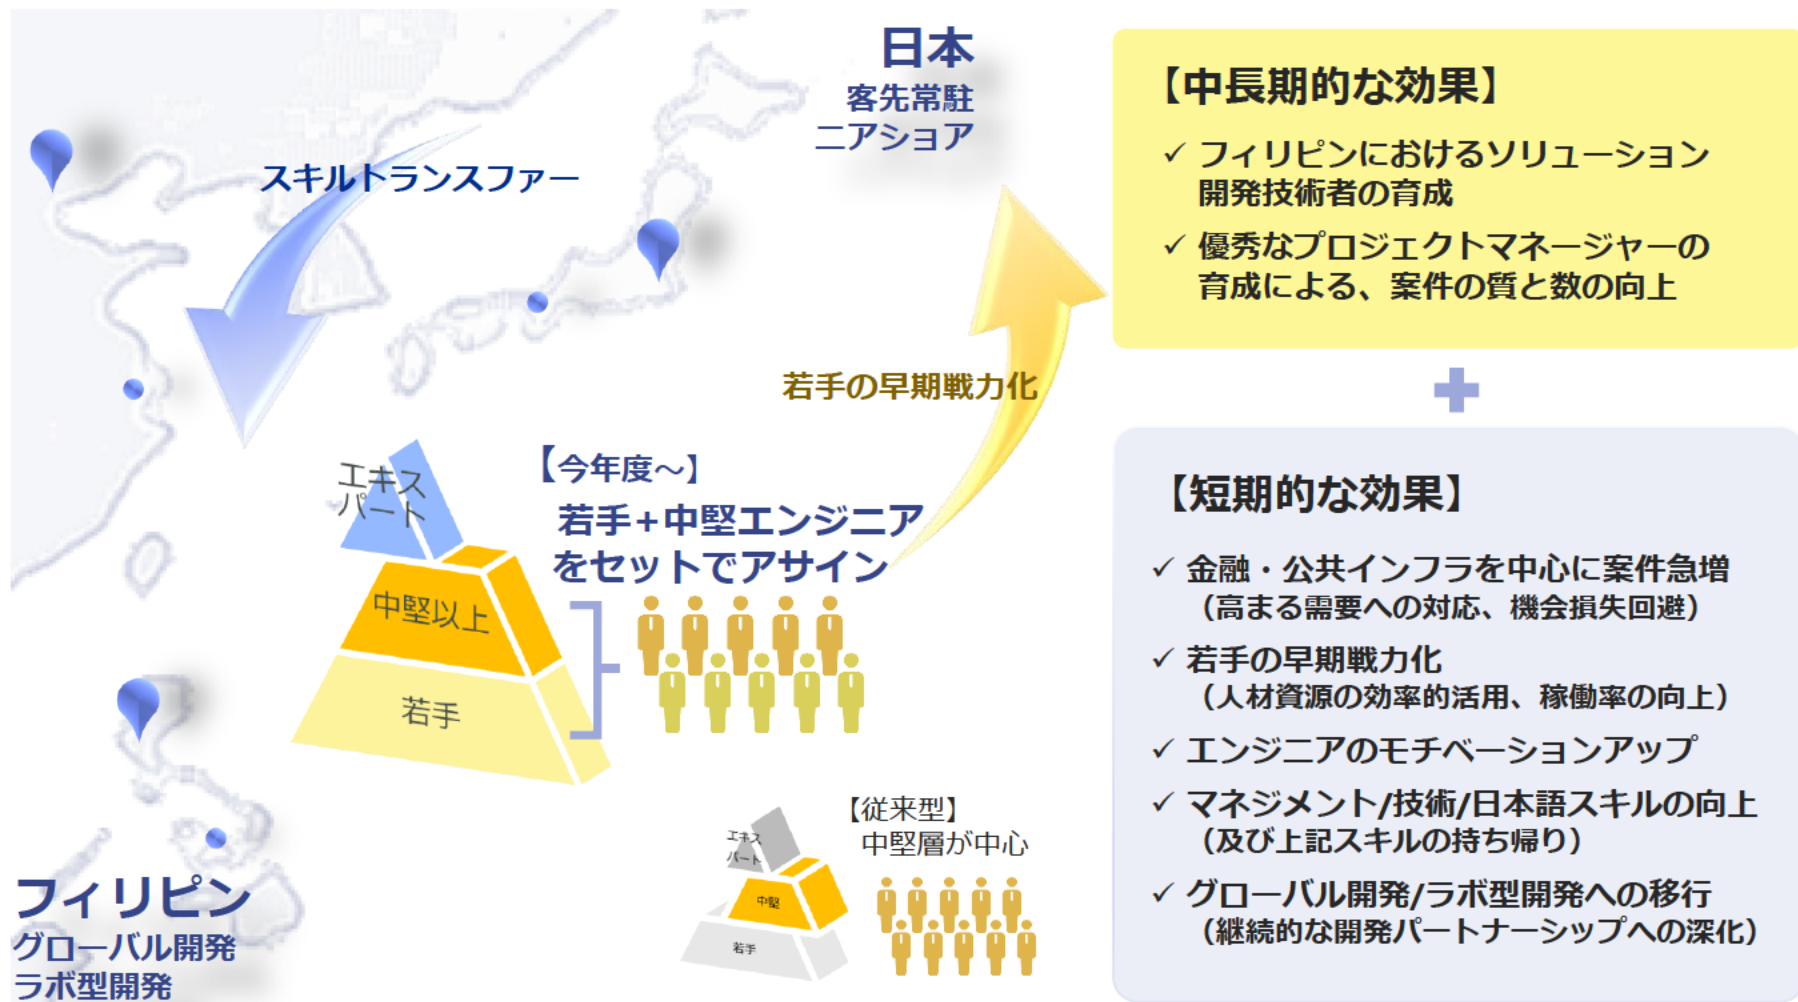 日本
客先常駐
ニアショア
スキルトランスファー
若手の早期戦力化
【今年度～】
若手+中堅エンジニア
をセットでアサイン
エキス
パート
中堅以上
若手
【従来型】
中堅層が中心
エキス
パート
中堅
若手
フィリピン
グローバル開発
ラボ型開発
【中長期的な効果】
✓ フィリピンにおけるソリューション
開発技術者の育成
✓ 優秀なプロジェクトマネージャーの
育成による、案件の質と数の向上
【短期的な効果】
✓ 金融・公共インフラを中心に案件急増
（高まる需要への対応、機会損失回避）
✓ 若手の早期戦力化
（人材資源の効率的活用、稼働率の向上）
✓ エンジニアのモチベーションアップ
✓ マネジメント/技術/日本語スキルの向上
（及び上記スキルの持ち帰り）
✓ グローバル開発/ラボ型開発への移行
（継続的な開発パートナーシップへの深化）